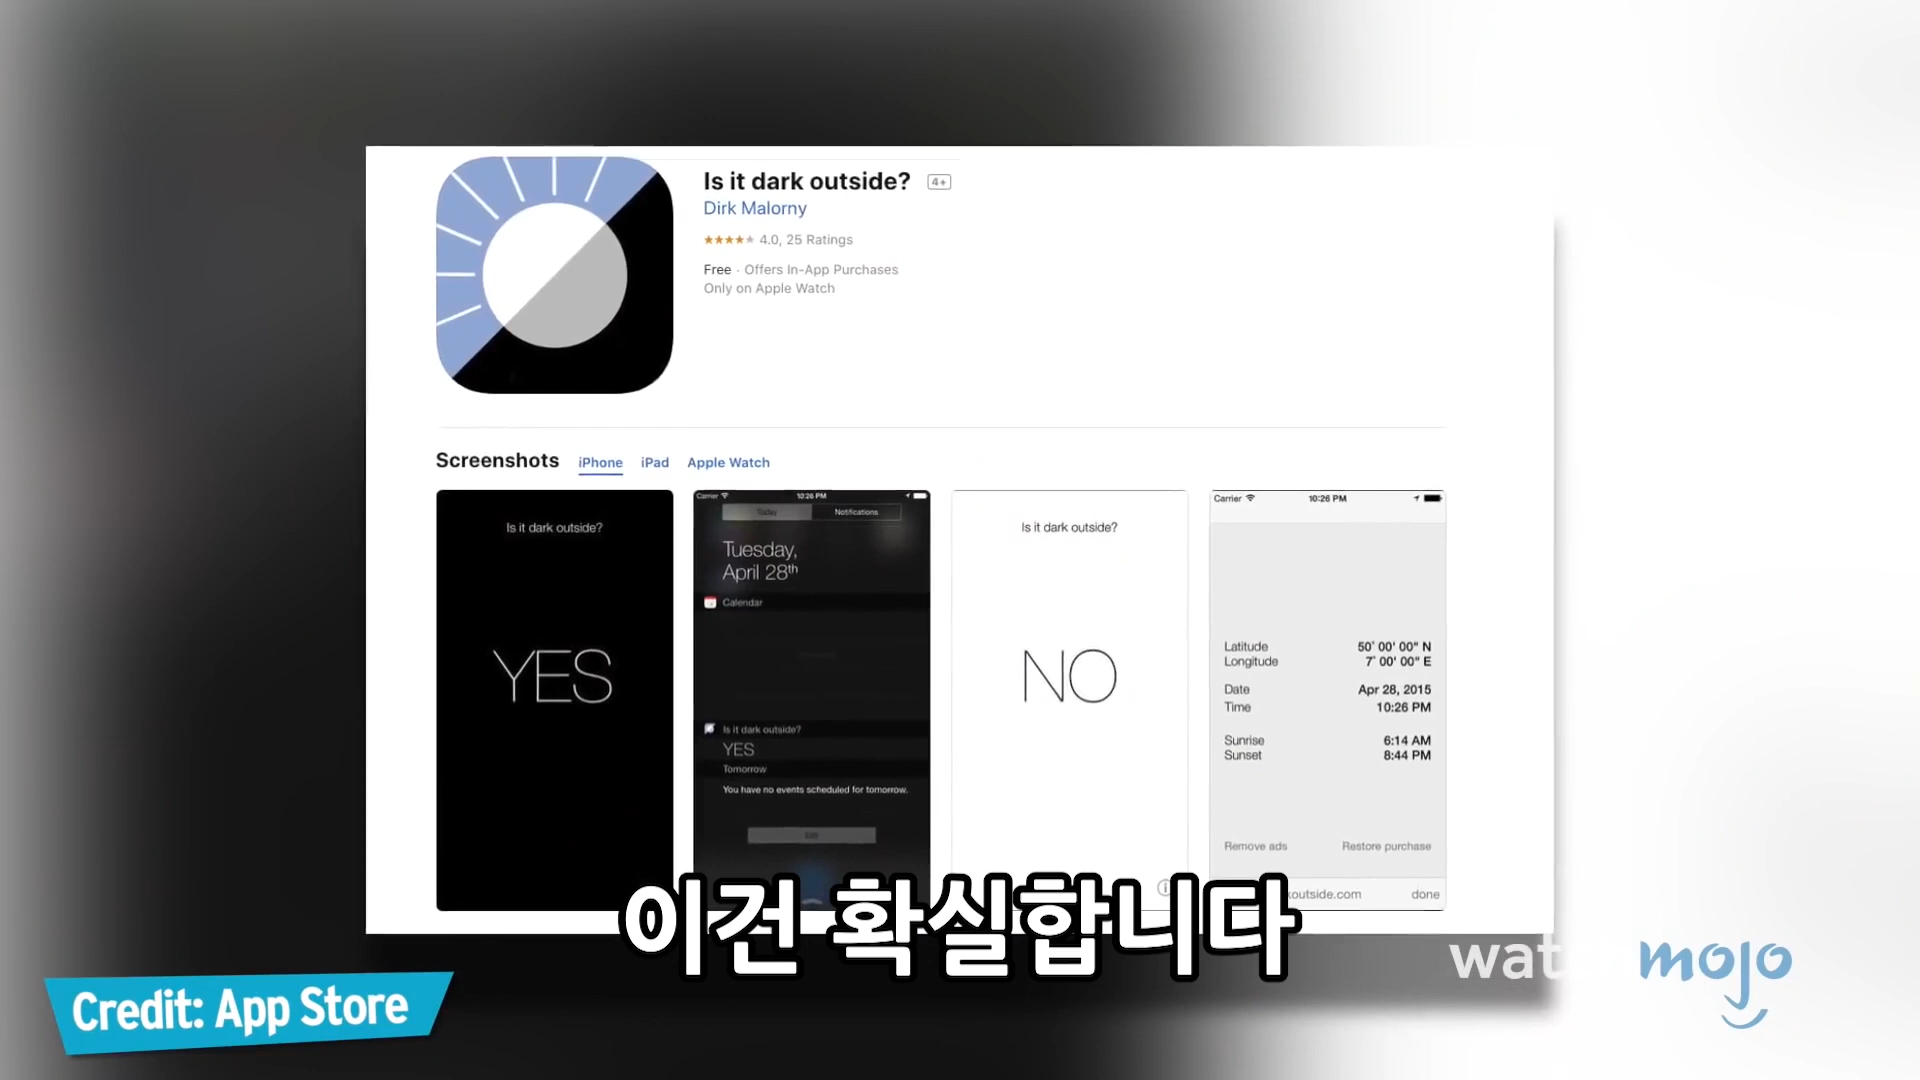 Is it dark outside? 4+
Dirk Malorny
★★★★★ 4.0, 25 Ratings
Free · Offers In-App Purchases
Only on Apple Watch
Screenshots iPhone iPad Apple Watch
Is it dark outside?
YES
Carrier 10:26 PM
Today Notifications
Tuesday,
April 28th
Calendar
Is it dark outside?
YES
Tomorrow
You have no events scheduled for tomorrow.
Is it dark outside?
NO
Carrier 10:26 PM
Latitude 50° 00' 00" N
Longitude 7° 00' 00" E
Date Apr 28, 2015
Time 10:26 PM
Sunrise 6:14 AM
Sunset 8:44 PM
Remove ads Restore purchase
koutside.com done
이건 확실합니다
Credit: App Store
wat mojo